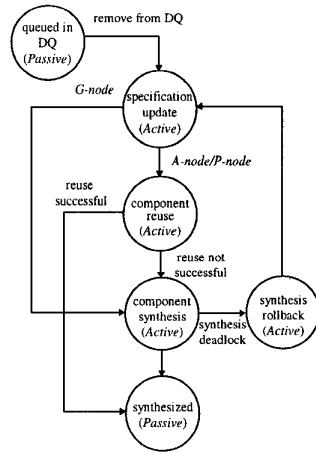 queued in
DQ
(Passive)
remove from DQ
G-node
specification
update
(Active)
A-node/P-node
reuse
successful
component
reuse
(Active)
reuse not
successful
component
synthesis
(Active)
synthesis
deadlock
synthesis
rollback
(Active)
synthesized
(Passive)